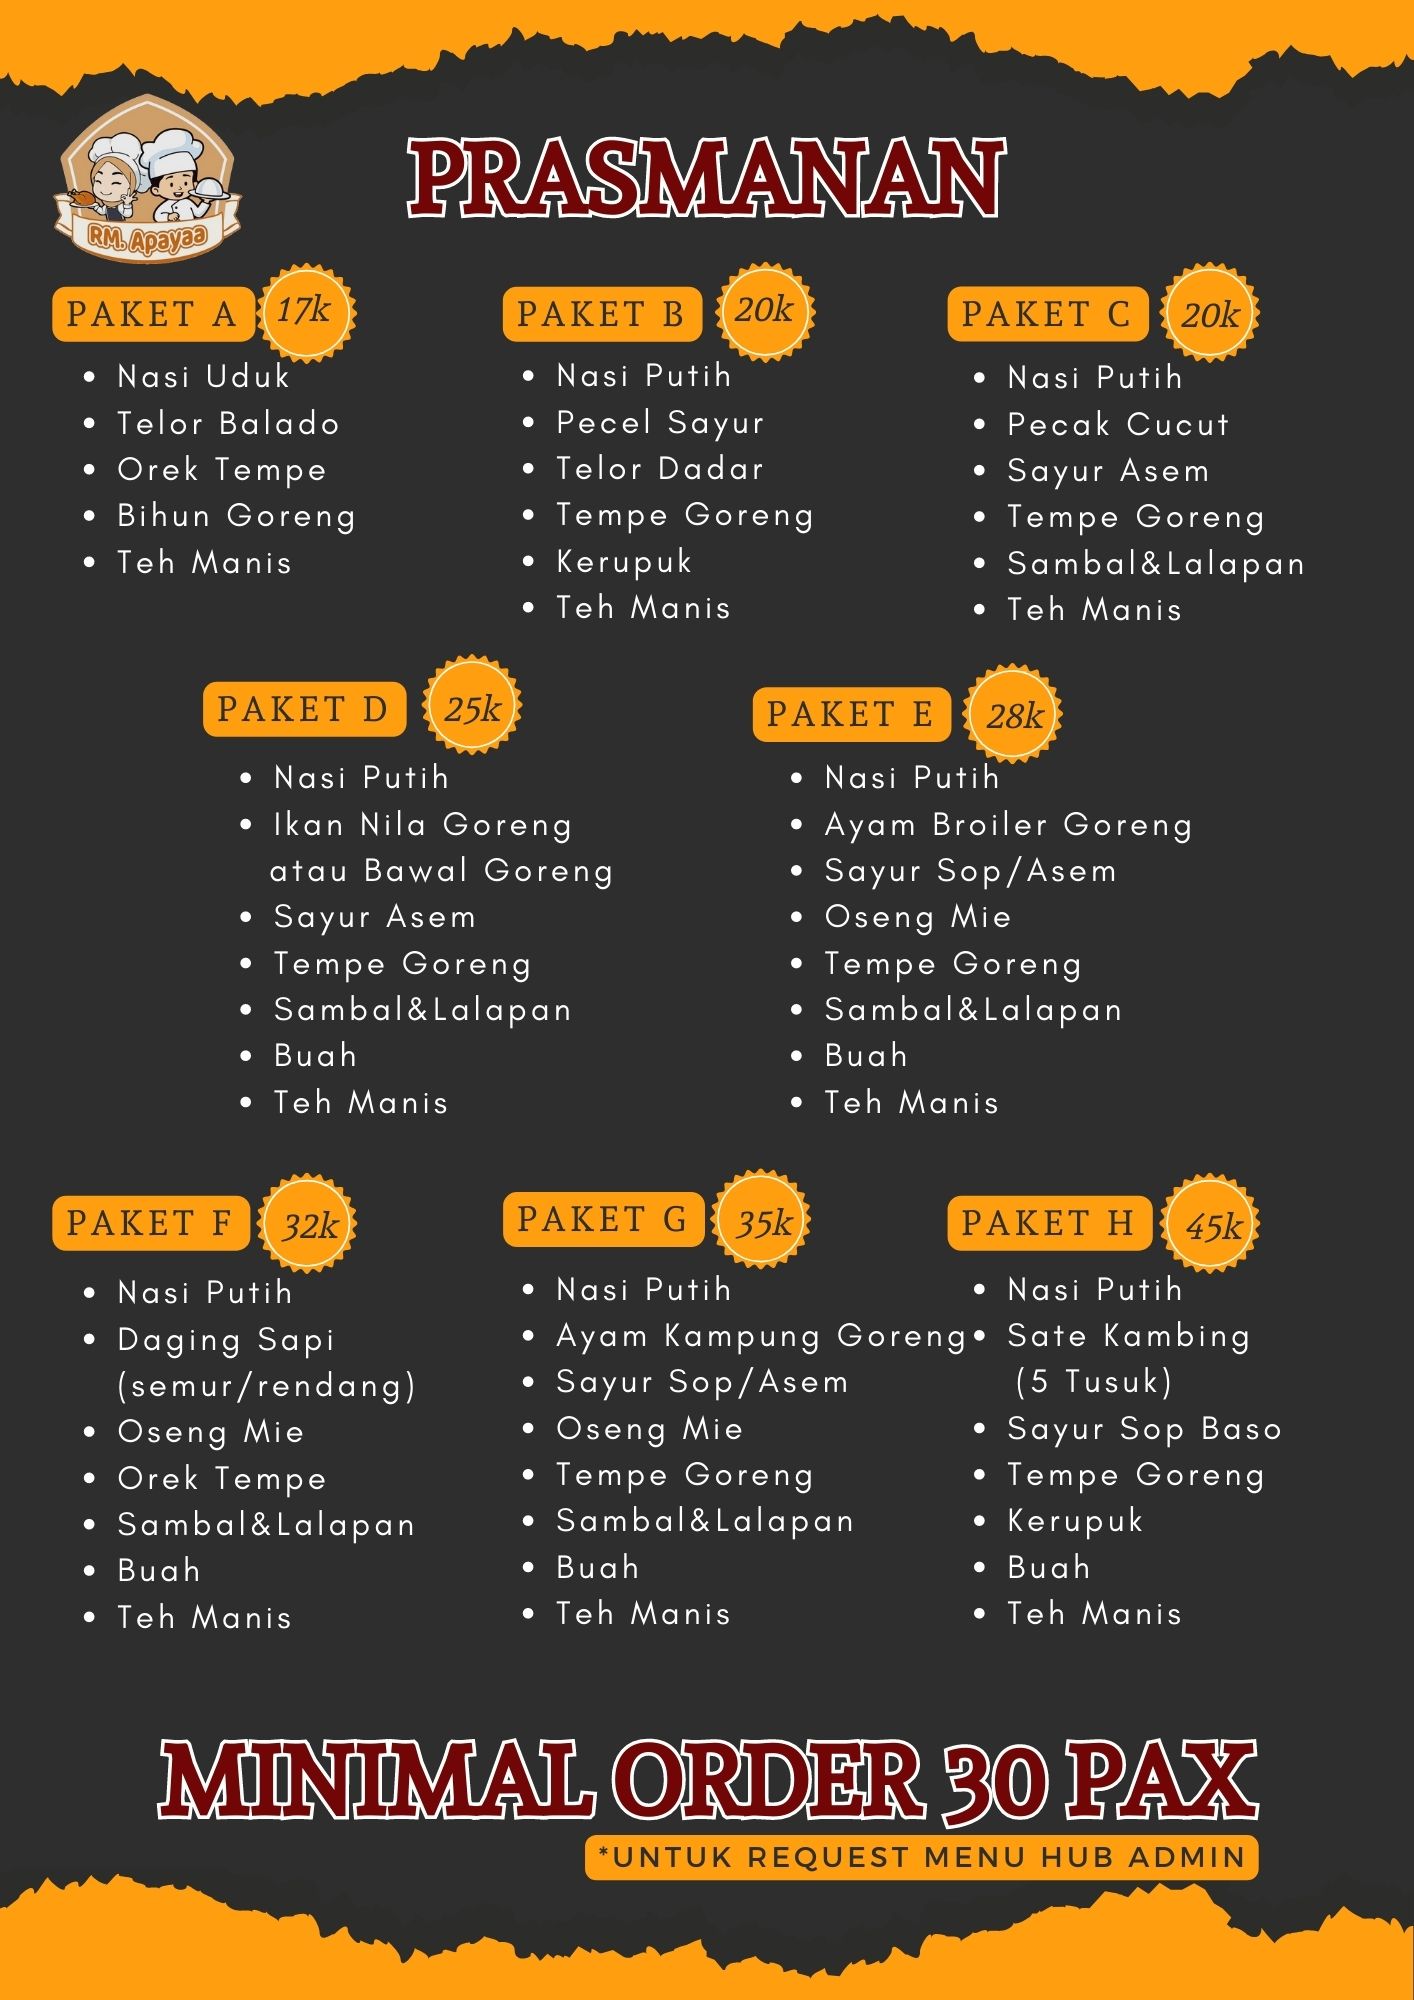 RM. Apayaa
PRASMANAN
PAKET A
17k
Nasi Uduk
Telor Balado
Orek Tempe
Bihun Goreng
Teh Manis
PAKET B
20k
Nasi Putih
Pecel Sayur
Telor Dadar
Tempe Goreng
Kerupuk
Teh Manis
PAKET C
20k
Nasi Putih
Pecak Cucut
Sayur Asem
Tempe Goreng
Sambal&Lalapan
Teh Manis
PAKET D
25k
Nasi Putih
Ikan Nila Goreng
atau Bawal Goreng
Sayur Asem
Tempe Goreng
Sambal&Lalapan
Buah
Teh Manis
PAKET E
28k
Nasi Putih
Ayam Broiler Goreng
Sayur Sop/Asem
Oseng Mie
Tempe Goreng
Sambal&Lalapan
Buah
Teh Manis
PAKET F
32k
Nasi Putih
Daging Sapi
(semur/rendang)
Oseng Mie
Orek Tempe
Sambal&Lalapan
Buah
Teh Manis
PAKET G
35k
Nasi Putih
Ayam Kampung Goreng
Sayur Sop/Asem
Oseng Mie
Tempe Goreng
Sambal&Lalapan
Buah
Teh Manis
PAKET H
45k
Nasi Putih
Sate Kambing
(5 Tusuk)
Sayur Sop Baso
Tempe Goreng
Kerupuk
Buah
Teh Manis
MINIMAL ORDER 30 PAX
*UNTUK REQUEST MENU HUB ADMIN